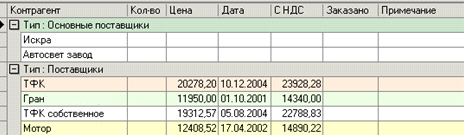 Контрагент Кол-во Цена Дата С НДС Заказано Примечание
Тип : Основные поставщики
Искра
Автосвет завод
Тип : Поставщики
ТФК 20278,20 10.12.2004 23928,28
Гран 11950,00 01.10.2001 14340,00
ТФК собственное 19312,57 05.08.2004 22788,83
Мотор 12408,52 17.04.2002 14890,22